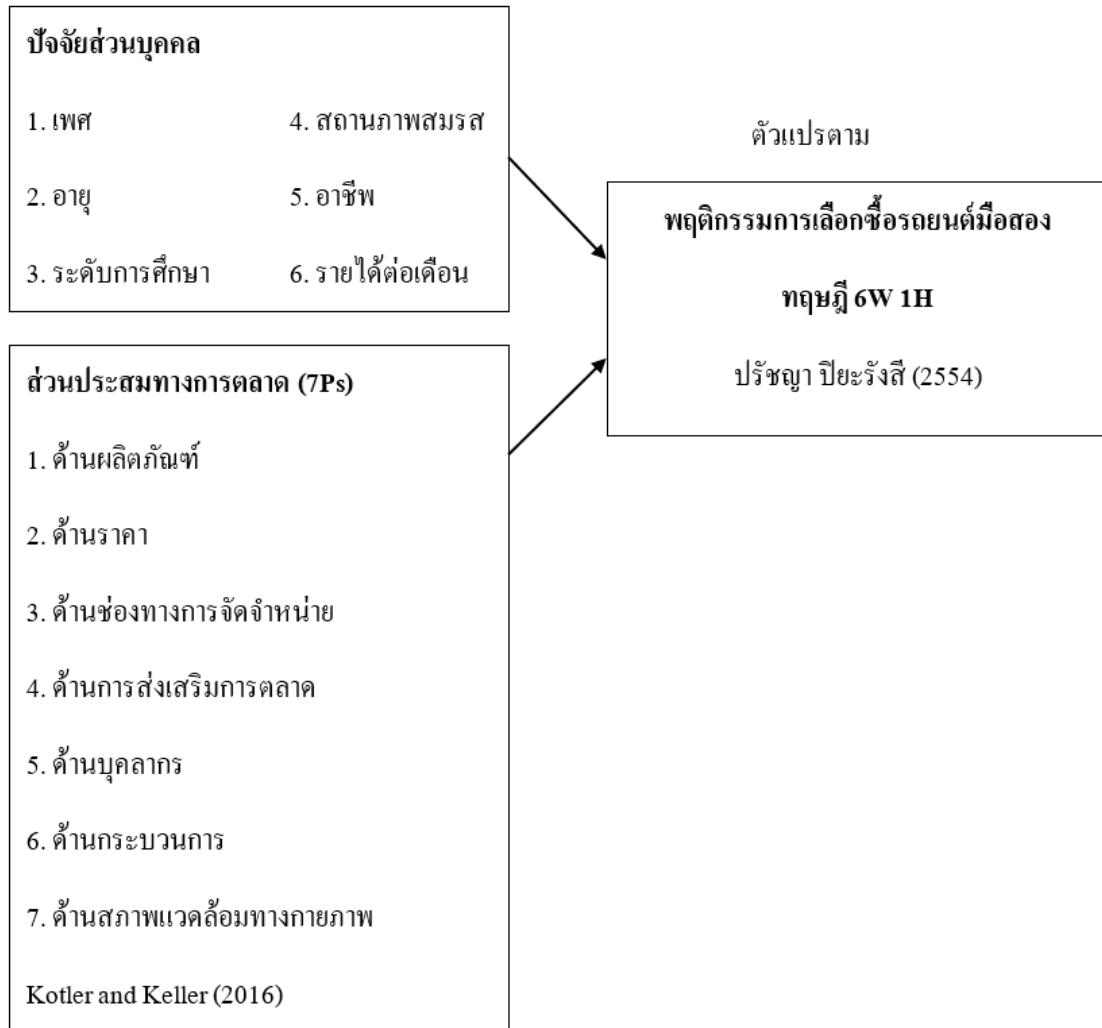 ปัจจัยส่วนบุคคล
1. เพศ 4. สถานภาพสมรส
2. อายุ 5. อาชีพ
3. ระดับการศึกษา 6. รายได้ต่อเดือน
ส่วนประสมทางการตลาด (7Ps)
1. ด้านผลิตภัณฑ์
2. ด้านราคา
3. ด้านช่องทางการจัดจำหน่าย
4. ด้านการส่งเสริมการตลาด
5. ด้านบุคลากร
6. ด้านกระบวนการ
7. ด้านสภาพแวดล้อมทางกายภาพ
Kotler and Keller (2016)
ตัวแปรตาม
พฤติกรรมการเลือกซื้อรถยนต์มือสอง
ทฤษฎี 6W 1H
ปรัชญา ปิยะรังสี (2554)